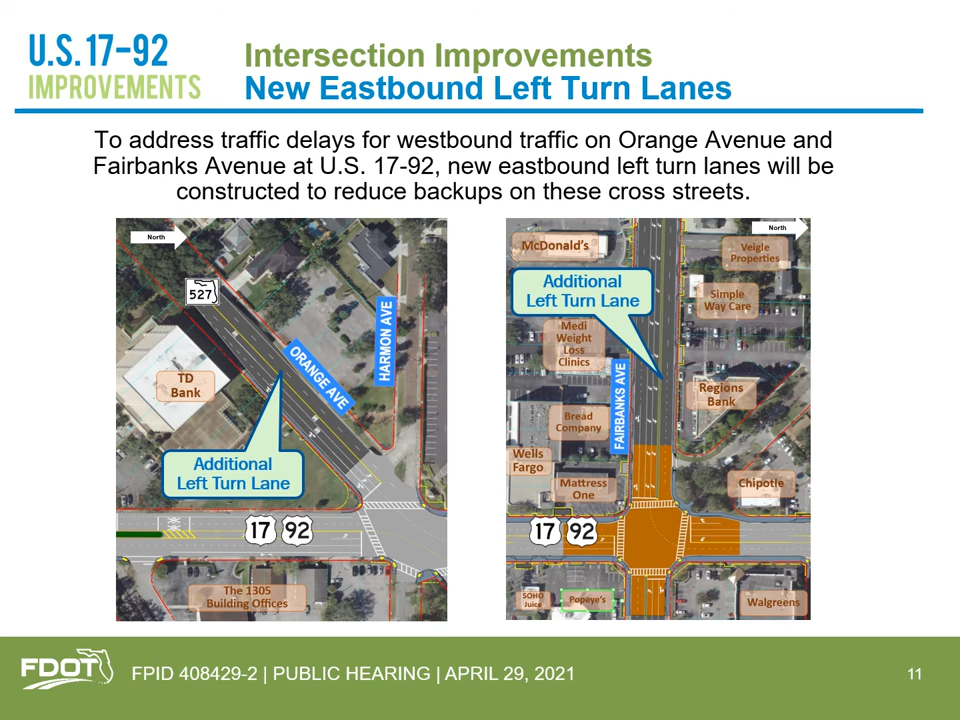 U.S. 17-92
IMPROVEMENTS
Intersection Improvements
New Eastbound Left Turn Lanes
To address traffic delays for westbound traffic on Orange Avenue and
Fairbanks Avenue at U.S. 17-92, new eastbound left turn lanes will be
constructed to reduce backups on these cross streets.
North
527
ORANGE AVE
HARMON AVE
TD
Bank
Additional
Left Turn Lane
17 92
The 1305
Building Offices
North
McDonald's
Veigle
Properties
Additional
Left Turn Lane
Simple
Way Care
Medi
Weight
Loss
Clinics
FAIRBANKS AVE
Regions
Bank
Bread
Company
Wells
Fargo
Mattress
One
Chipotle
17 92
SOHO
Juice
Popeye's
Walgreens
FDOT
FPID 408429-2 | PUBLIC HEARING | APRIL 29, 2021
11